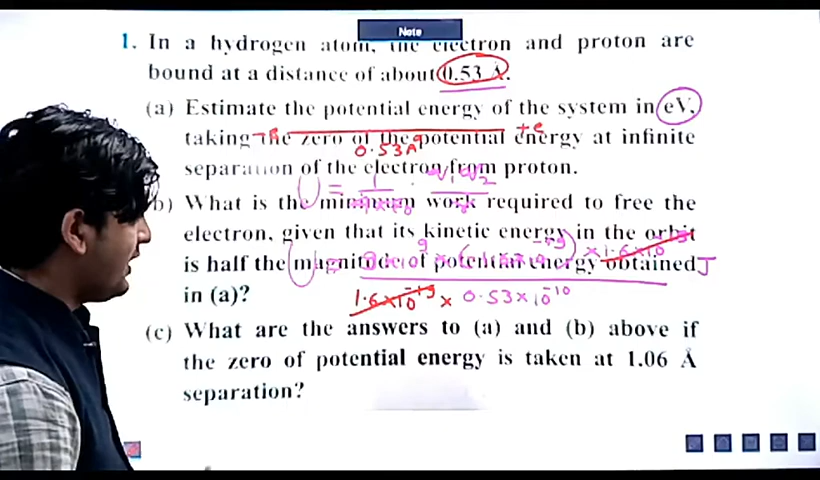 Note
1. In a hydrogen atom, the electron and proton are
bound at a distance of about 0.53 Å.
(a) Estimate the potential energy of the system in eV,
taking the zero of the potential energy at infinite
-e +e
0.53 A°
separation of the electron from proton.
(b) What is the minimum work required to free the
electron, given that its kinetic energy in the orbit
is half the magnitude of potential energy obtained
J
in (a)?
1.6×10⁻¹⁹ × 0.53×10⁻¹⁰
(c) What are the answers to (a) and (b) above if
the zero of potential energy is taken at 1.06 Å
separation?